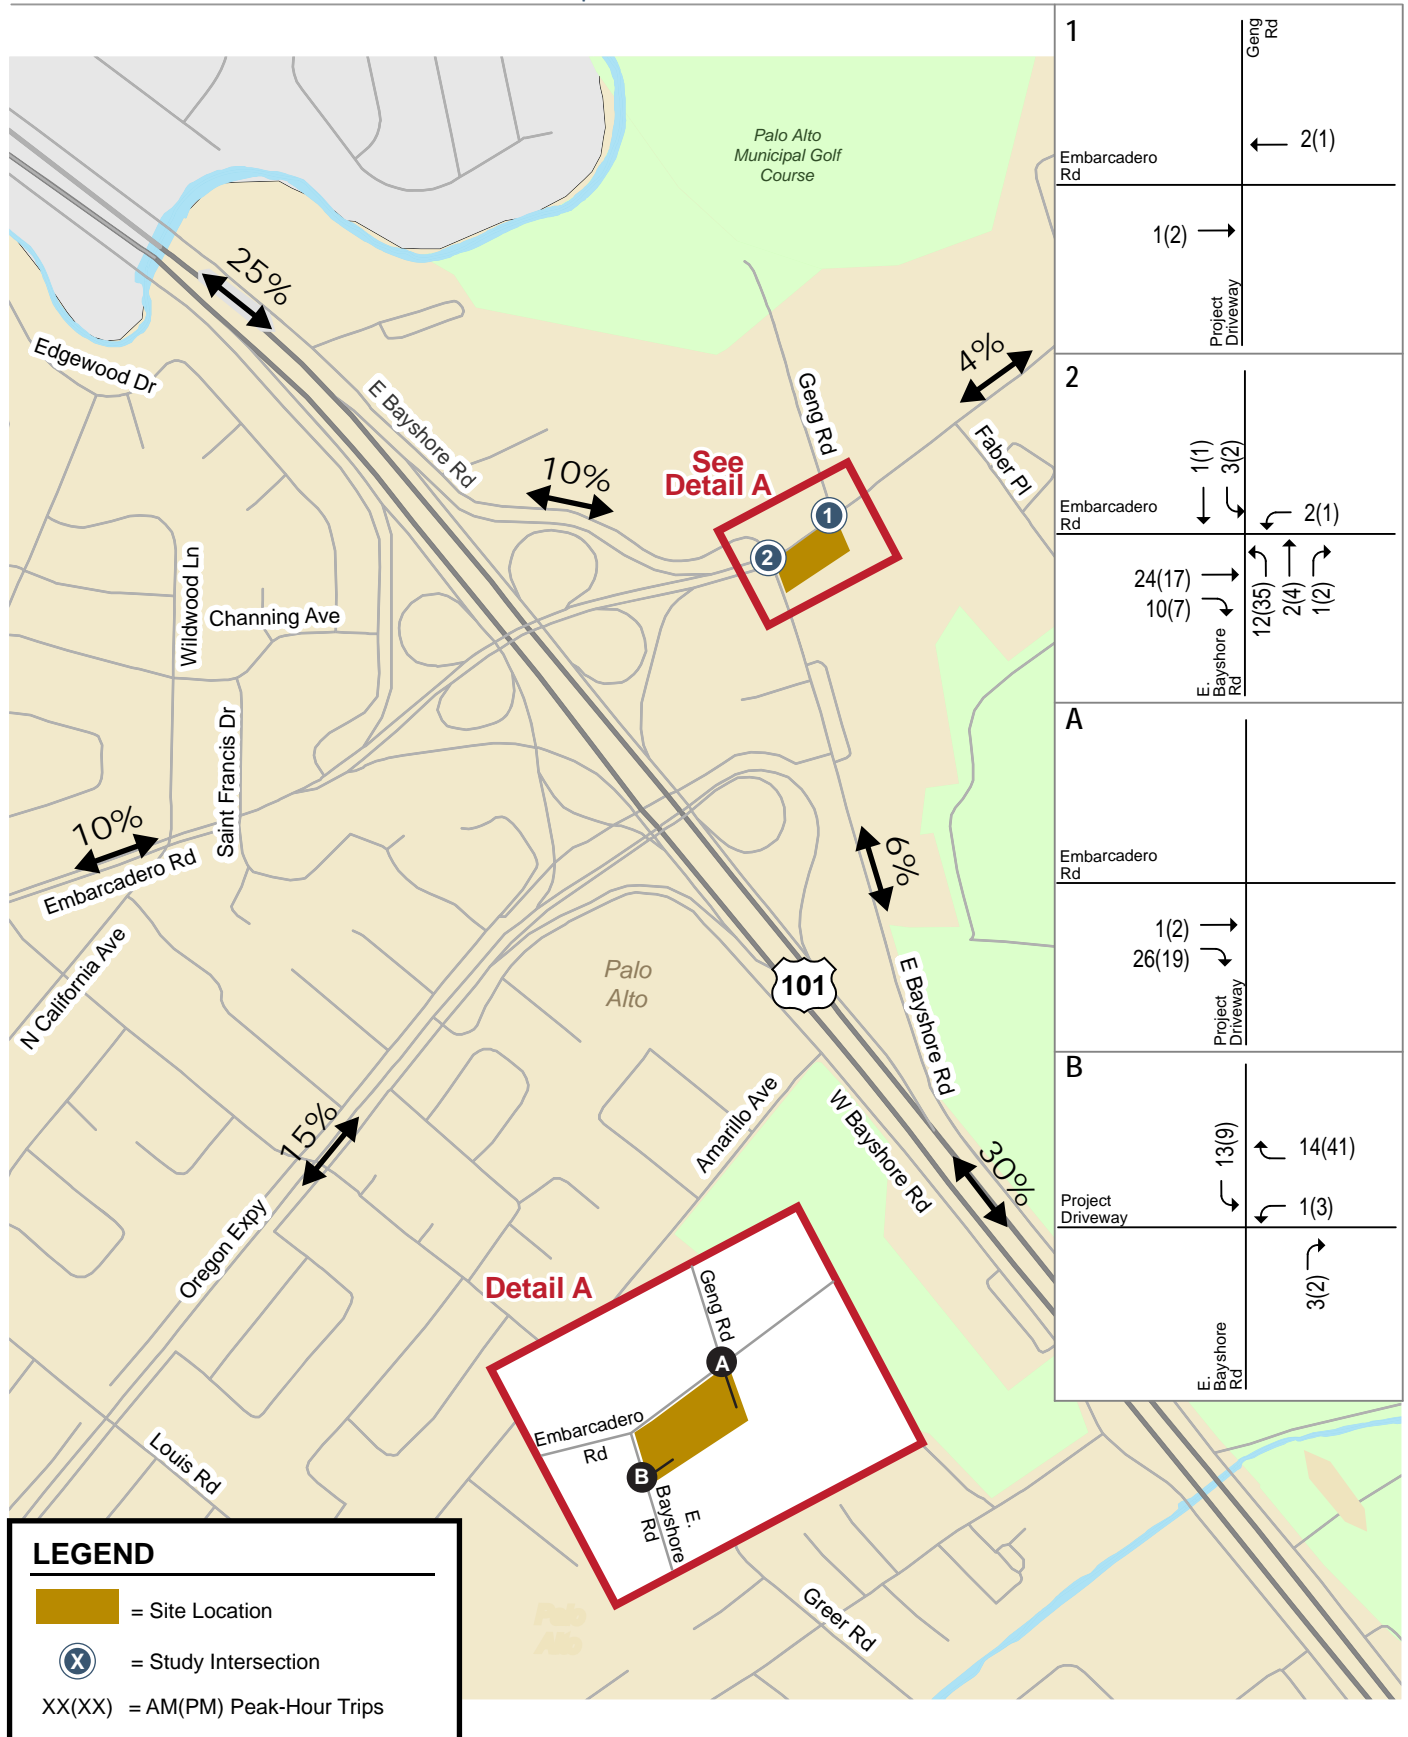 Palo Alto
Municipal Golf
Course
25%
Edgewood Dr
E Bayshore Rd
10%
See
Detail A
Geng Rd
4%
Faber Pl
1
2
Wildwood Ln
Channing Ave
Saint Francis Dr
10%
Embarcadero Rd
N California Ave
6%
Palo
Alto
101
E Bayshore Rd
Amarillo Ave
W Bayshore Rd
30%
15%
Oregon Expy
Detail A
Geng Rd
A
Embarcadero
Rd
B
E.
Bayshore
Rd
Louis Rd
Greer Rd
Palo
Alto
LEGEND
= Site Location
X = Study Intersection
XX(XX) = AM(PM) Peak-Hour Trips
1
Geng
Rd
2(1)
Embarcadero
Rd
1(2)
Project
Driveway
2
1(1)
3(2)
Embarcadero
Rd
2(1)
24(17)
10(7)
12(35)
2(4)
1(2)
E.
Bayshore
Rd
A
Embarcadero
Rd
1(2)
26(19)
Project
Driveway
B
13(9)
14(41)
Project
Driveway
1(3)
3(2)
E.
Bayshore
Rd